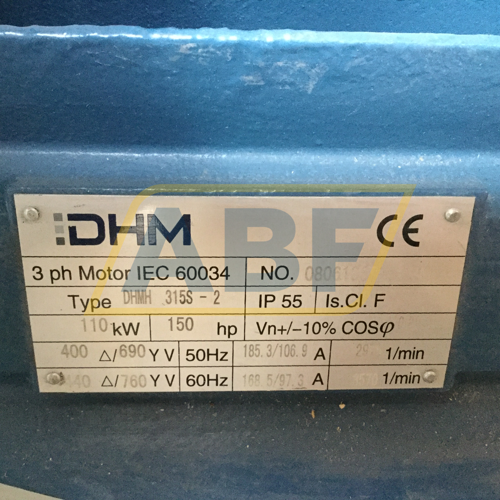 DHM
CE
ABF
3 ph Motor IEC 60034 NO.
Type DHMH 315S-2 IP 55 Is.Cl. F
110 kW 150 hp Vn+/-10% COSφ
400 △/690 Y V 50Hz 185.3/106.9 A 1/min
△/760 Y V 60Hz 168.5/97.3 A 1/min